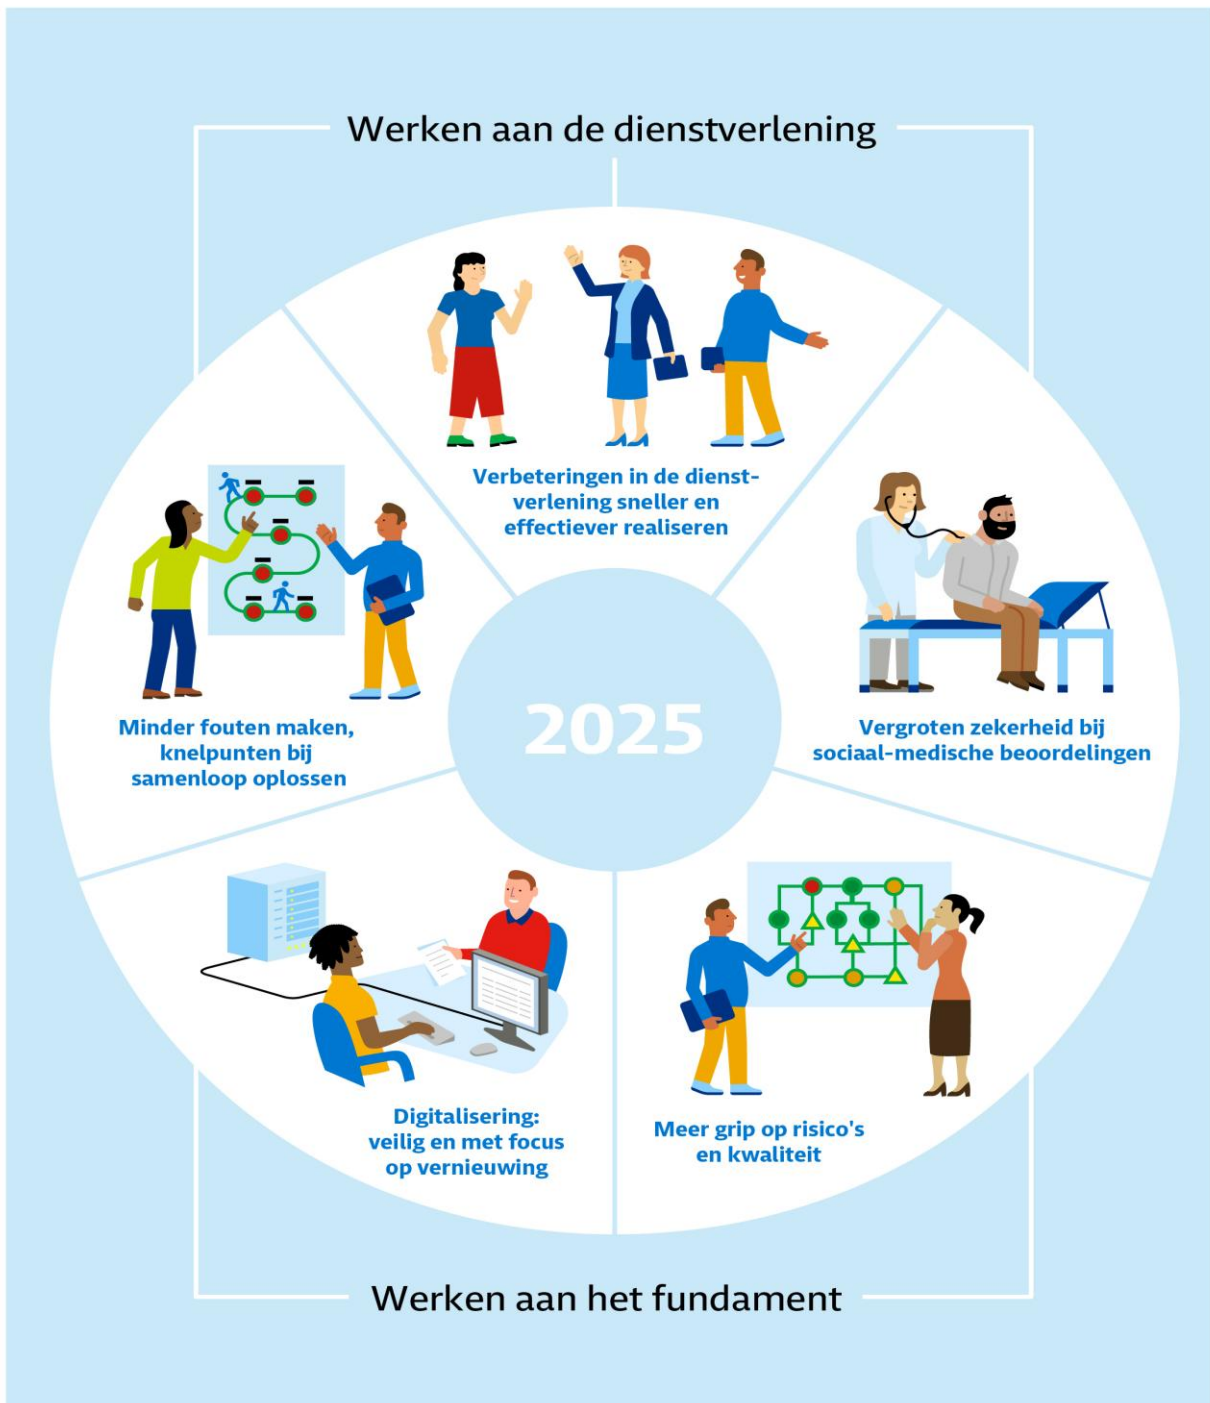 Werken aan de dienstverlening
Verbeteringen in de dienst-
verlening sneller en
effectiever realiseren
Minder fouten maken,
knelpunten bij
samenloop oplossen
2025
Vergroten zekerheid bij
sociaal-medische beoordelingen
Digitalisering:
veilig en met focus
op vernieuwing
Meer grip op risico's
en kwaliteit
Werken aan het fundament